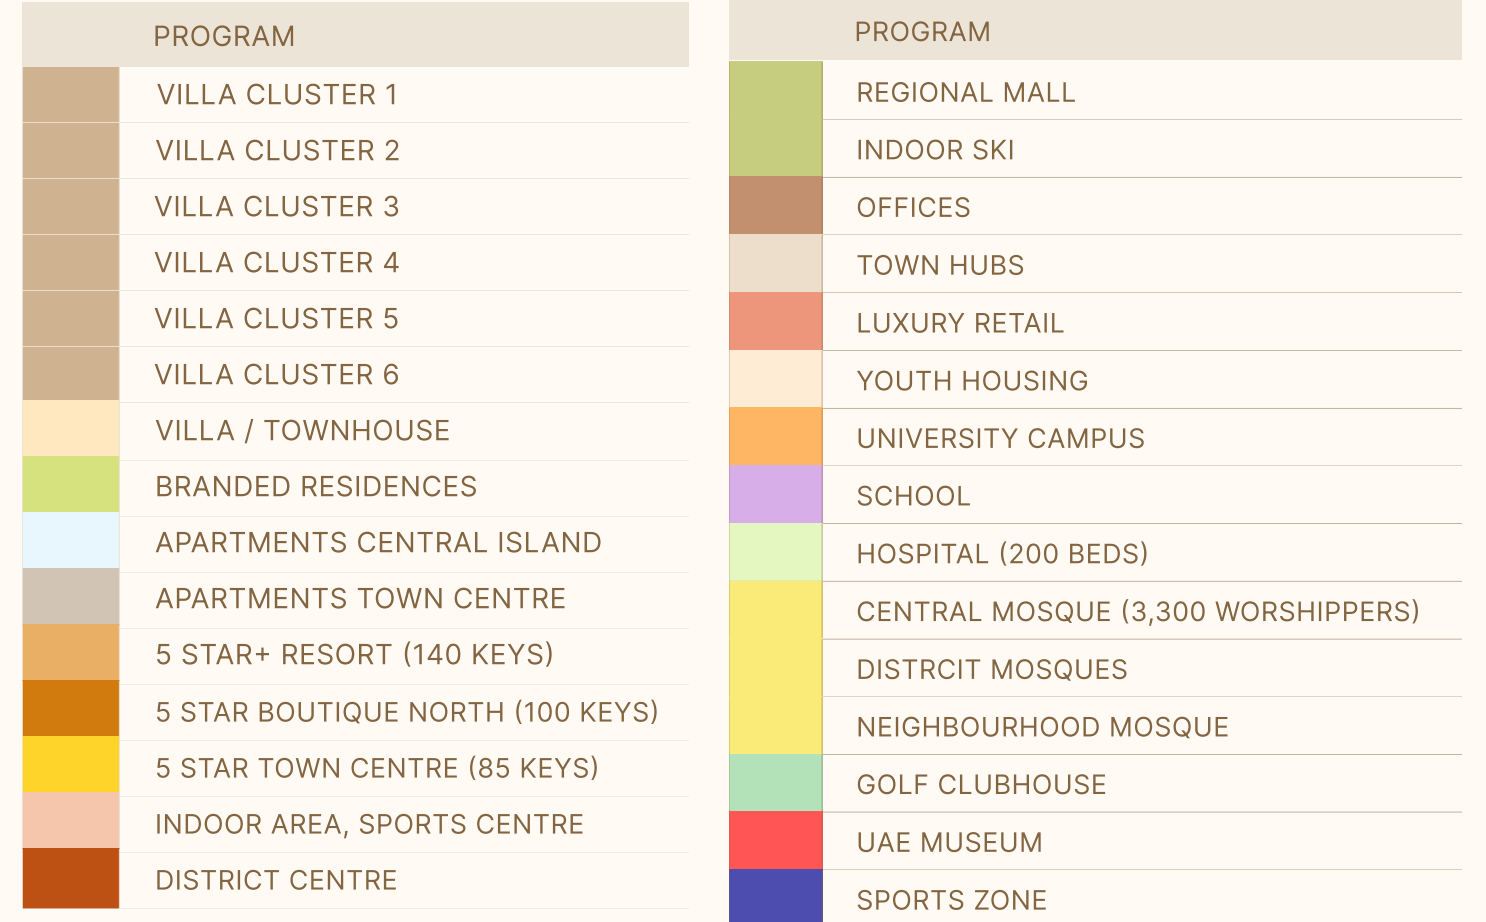 PROGRAM
VILLA CLUSTER 1
VILLA CLUSTER 2
VILLA CLUSTER 3
VILLA CLUSTER 4
VILLA CLUSTER 5
VILLA CLUSTER 6
VILLA / TOWNHOUSE
BRANDED RESIDENCES
APARTMENTS CENTRAL ISLAND
APARTMENTS TOWN CENTRE
5 STAR+ RESORT (140 KEYS)
5 STAR BOUTIQUE NORTH (100 KEYS)
5 STAR TOWN CENTRE (85 KEYS)
INDOOR AREA, SPORTS CENTRE
DISTRICT CENTRE
PROGRAM
REGIONAL MALL
INDOOR SKI
OFFICES
TOWN HUBS
LUXURY RETAIL
YOUTH HOUSING
UNIVERSITY CAMPUS
SCHOOL
HOSPITAL (200 BEDS)
CENTRAL MOSQUE (3,300 WORSHIPPERS)
DISTRCIT MOSQUES
NEIGHBOURHOOD MOSQUE
GOLF CLUBHOUSE
UAE MUSEUM
SPORTS ZONE